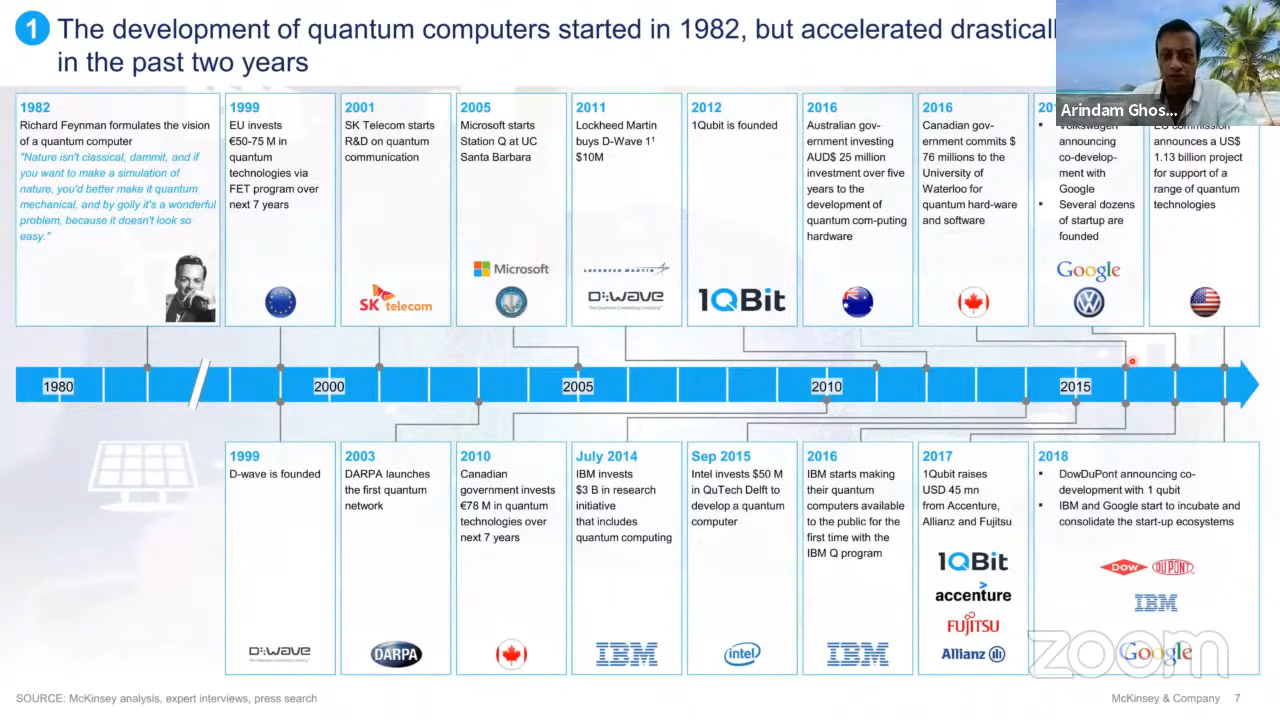 1 The development of quantum computers started in 1982, but accelerated drasticall
in the past two years
Arindam Ghos...
1982
Richard Feynman formulates the vision
of a quantum computer
"Nature isn't classical, dammit, and if
you want to make a simulation of
nature, you'd better make it quantum
mechanical, and by golly it's a wonderful
problem, because it doesn't look so
easy."
1999
EU invests
€50-75 M in
quantum
technologies via
FET program over
next 7 years
2001
SK Telecom starts
R&D on quantum
communication
SK telecom
2005
Microsoft starts
Station Q at UC
Santa Barbara
Microsoft
2011
Lockheed Martin
buys D-Wave 1¹
$10M
LOCKHEED MARTIN
D:WAVE
The Quantum Computing Company™
2012
1Qubit is founded
1QBit
2016
Australian gov-
ernment investing
AUD$ 25 million
investment over five
years to the
development of
quantum com-puting
hardware
2016
Canadian gov-
ernment commits $
76 millions to the
University of
Waterloo for
quantum hard-ware
and software
Volkswagen
announcing
co-develop-
ment with
Google
Several dozens
of startup are
founded
Google
EU commission
announces a US$
1.13 billion project
for support of a
range of quantum
technologies
1980 2000 2005 2010 2015
1999
D-wave is founded
D:WAVE
The Quantum Computing Company™
2003
DARPA launches
the first quantum
network
DARPA
2010
Canadian
government invests
€78 M in quantum
technologies over
next 7 years
July 2014
IBM invests
$3 B in research
initiative
that includes
quantum computing
IBM
Sep 2015
Intel invests $50 M
in QuTech Delft to
develop a quantum
computer
intel
2016
IBM starts making
their quantum
computers available
to the public for the
first time with the
IBM Q program
IBM
2017
1Qubit raises
USD 45 mn
from Accenture,
Allianz and Fujitsu
1QBit
accenture
FUJITSU
Allianz
2018
DowDuPont announcing co-
development with 1 qubit
IBM and Google start to incubate and
consolidate the start-up ecosystems
DOW DUPONT
IBM
Google
zoom
SOURCE: McKinsey analysis, expert interviews, press search
McKinsey & Company 7